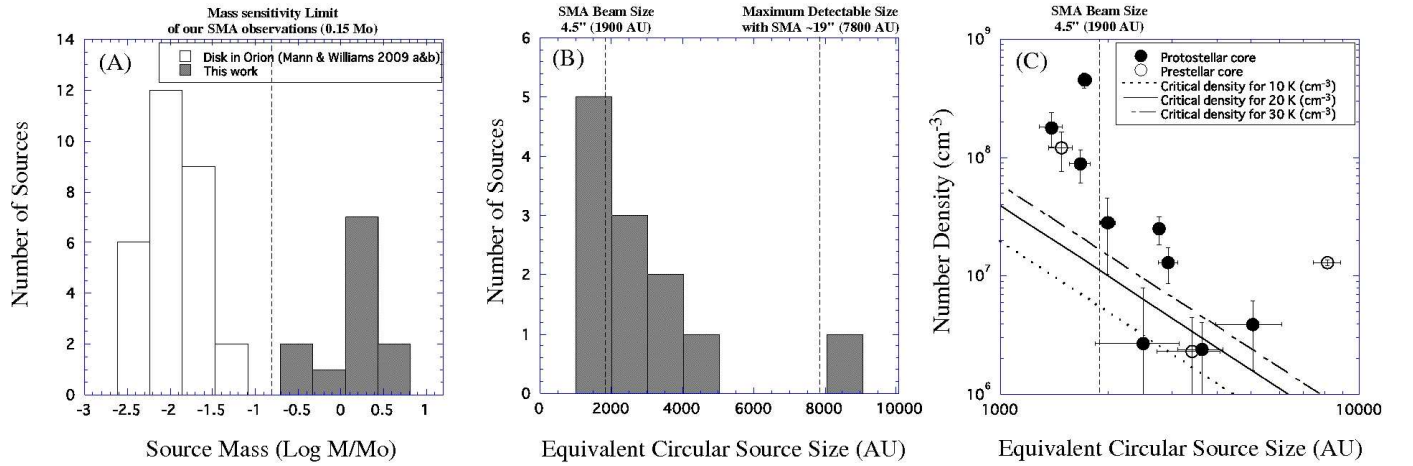 Mass sensitivity Limit
of our SMA observations (0.15 Mo)
(A)
Disk in Orion (Mann & Williams 2009 a&b)
This work
Number of Sources
14
12
10
8
6
4
2
0
-3 -2.5 -2 -1.5 -1 -0.5 0 0.5 1
Source Mass (Log M/Mo)
SMA Beam Size
4.5" (1900 AU)
Maximum Detectable Size
with SMA ~19" (7800 AU)
(B)
Number of Sources
6
5
4
3
2
1
0
0 2000 4000 6000 8000 10000
Equivalent Circular Source Size (AU)
SMA Beam Size
4.5" (1900 AU)
(C)
Protostellar core
Prestellar core
Critical density for 10 K (cm-3)
Critical density for 20 K (cm-3)
Critical density for 30 K (cm-3)
Number Density (cm-3)
10^9
10^8
10^7
10^6
1000 10000
Equivalent Circular Source Size (AU)